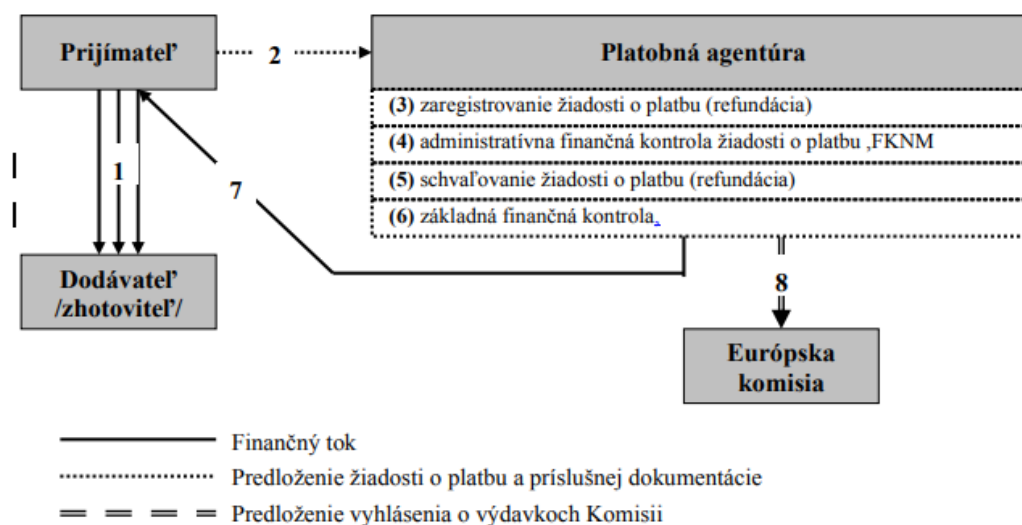 Prijímateľ
2
Platobná agentúra
(3) zaregistrovanie žiadosti o platbu (refundácia)
(4) administratívna finančná kontrola žiadosti o platbu ,FKNM
(5) schvaľovanie žiadosti o platbu (refundácia)
(6) základná finančná kontrola,
1
7
8
Dodávateľ
/zhotoviteľ/
Európska
komisia
Finančný tok
Predloženie žiadosti o platbu a príslušnej dokumentácie
Predloženie vyhlásenia o výdavkoch Komisii